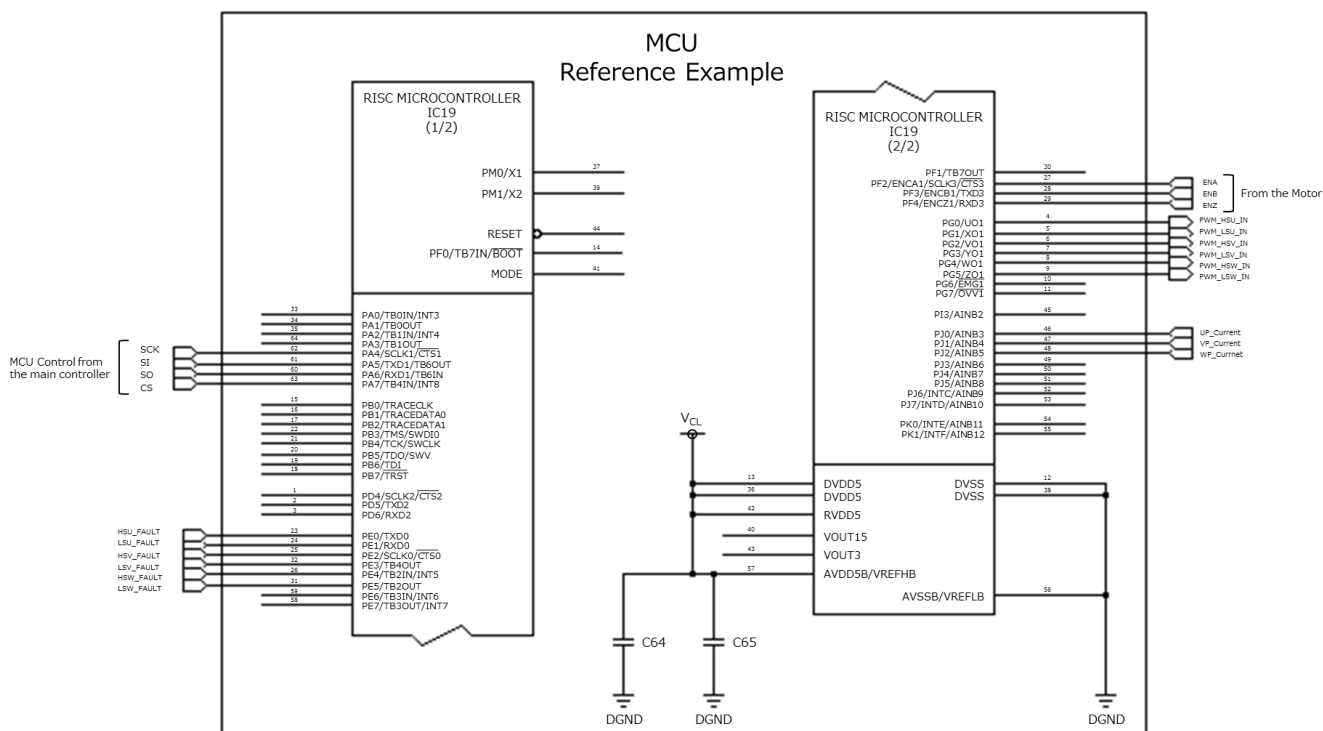 MCU
Reference Example
RISC MICROCONTROLLER
IC19
(1/2)
PM0/X1
37
PM1/X2
39
RESET
44
PF0/TB7IN/BOOT
14
MODE
41
33
PA0/TB0IN/INT3
34
PA1/TB0OUT
35
PA2/TB1IN/INT4
64
PA3/TB1OUT
62
PA4/SCLK1/CTS1
61
PA5/TXD1/TB6OUT
60
PA6/RXD1/TB6IN
63
PA7/TB4IN/INT8
MCU Control from
the main controller
SCK
SI
SO
CS
15
PB0/TRACECLK
16
PB1/TRACEDATA0
17
PB2/TRACEDATA1
22
PB3/TMS/SWDI0
21
PB4/TCK/SWCLK
20
PB5/TDO/SWV
19
PB6/TDI
18
PB7/TRST
1
PD4/SCLK2/CTS2
2
PD5/TXD2
3
PD6/RXD2
HSU_FAULT
LSU_FAULT
HSV_FAULT
LSV_FAULT
HSW_FAULT
LSW_FAULT
23
PE0/TXD0
24
PE1/RXD0
25
PE2/SCLK0/CTS0
32
PE3/TB4OUT
26
PE4/TB2IN/INT5
31
PE5/TB2OUT
59
PE6/TB3IN/INT6
58
PE7/TB3OUT/INT7
RISC MICROCONTROLLER
IC19
(2/2)
PF1/TB7OUT
30
PF2/ENCA1/SCLK3/CTS3
27
PF3/ENCB1/TXD3
28
PF4/ENCZ1/RXD3
29
ENA
ENB
ENZ
From the Motor
PG0/UO1
4
PG1/XO1
5
PG2/VO1
6
PG3/YO1
7
PG4/WO1
8
PG5/ZO1
9
PG6/EMG1
10
PG7/OVV1
11
PWM_HSU_IN
PWM_LSU_IN
PWM_HSV_IN
PWM_LSV_IN
PWM_HSW_IN
PWM_LSW_IN
PI3/AINB2
45
PJ0/AINB3
46
PJ1/AINB4
47
PJ2/AINB5
48
PJ3/AINB6
49
PJ4/AINB7
50
PJ5/AINB8
51
PJ6/INTC/AINB9
52
PJ7/INTD/AINB10
53
UP_Current
VP_Current
WP_Currnet
PK0/INTE/AINB11
54
PK1/INTF/AINB12
55
VCL
13
DVDD5
36
DVDD5
42
RVDD5
40
VOUT15
43
VOUT3
57
AVDD5B/VREFHB
DVSS
12
DVSS
38
AVSSB/VREFLB
56
C64
C65
DGND
DGND
DGND